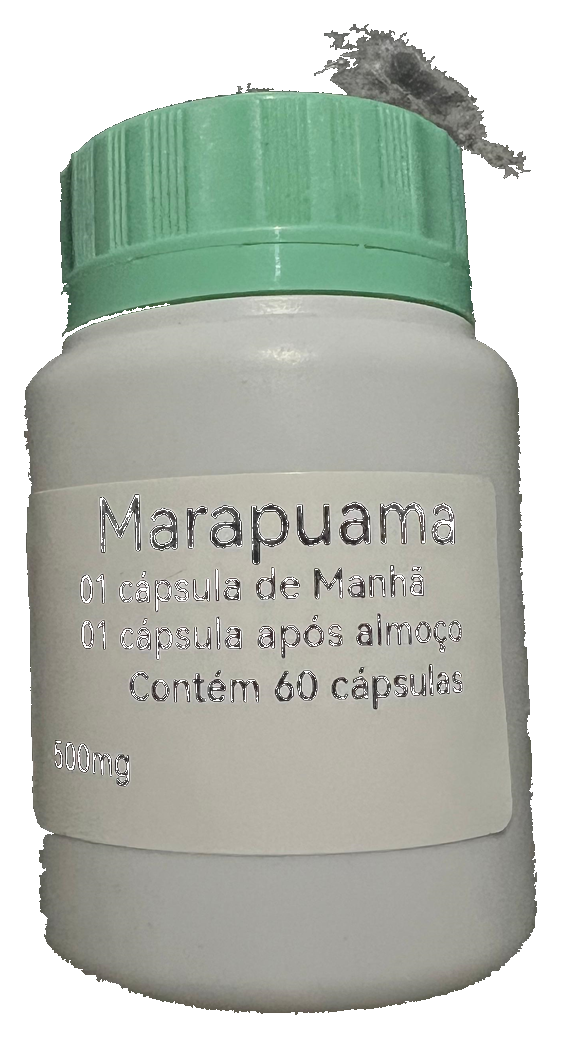 Marapuama
01 cápsula de Manhã
01 cápsula após almoço
Contém 60 cápsulas
500mg